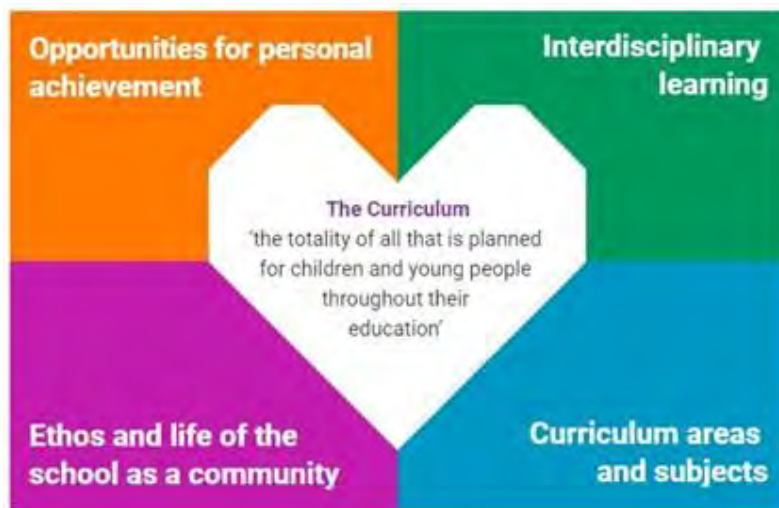 Opportunities for personal
achievement
Interdisciplinary
learning
The Curriculum
'the totality of all that is planned
for children and young people
throughout their
education'
Ethos and life of the
school as a community
Curriculum areas
and subjects